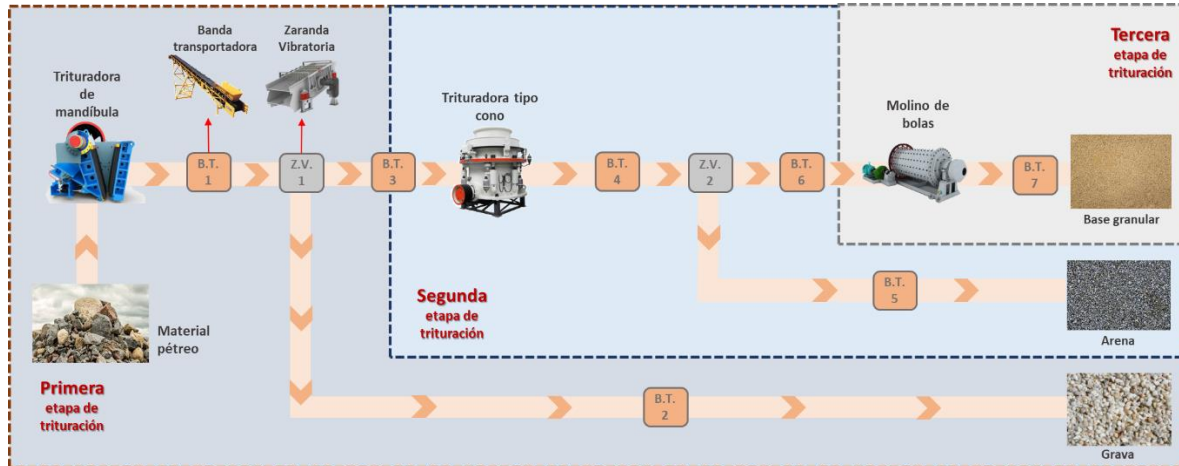 Banda
transportadora
Zaranda
Vibratoria
Tercera
etapa de
trituración
Trituradora
de
mandíbula
Trituradora tipo
cono
Molino de
bolas
B.T.
1
Z.V.
1
B.T.
3
B.T.
4
Z.V.
2
B.T.
6
B.T.
7
Base granular
B.T.
5
Segunda
etapa de
trituración
Material
pétreo
Arena
Primera
etapa de
trituración
B.T.
2
Grava